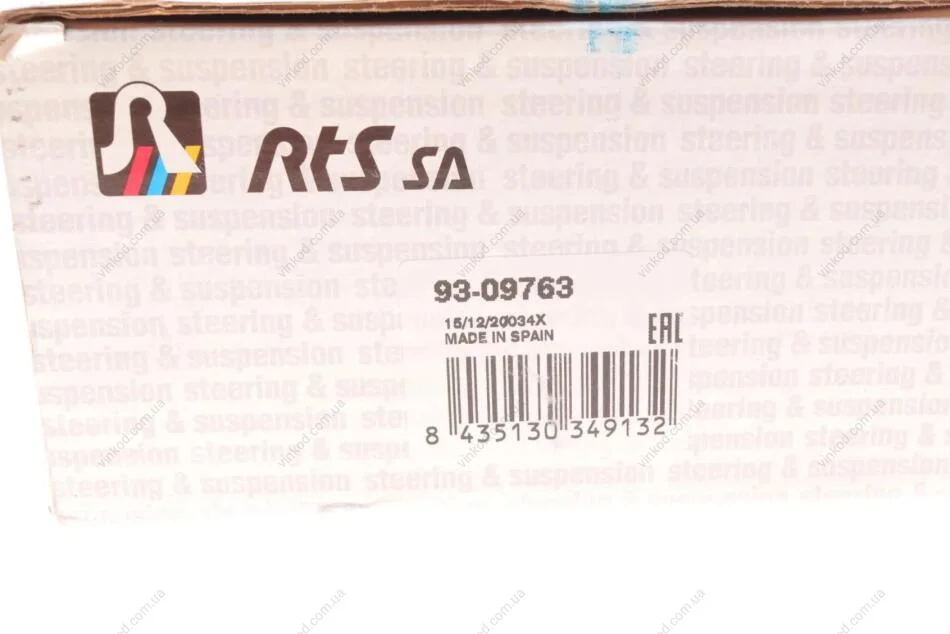 steering & suspension
RTS SA
93-09763
15/12/20034X
MADE IN SPAIN
EAC
8 435130 349132
vinkod.com.ua